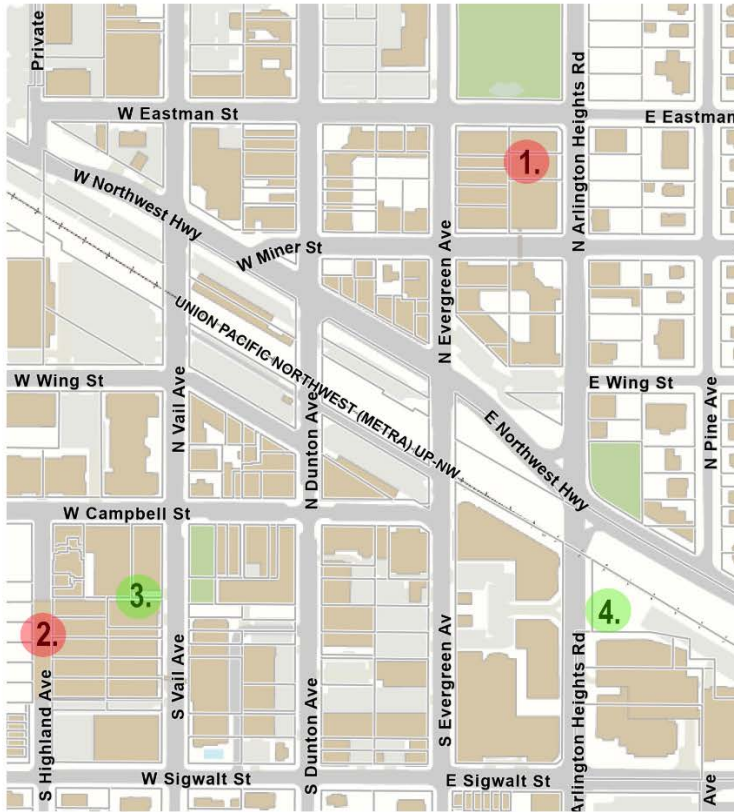 Private
W Eastman St
E Eastman
N Arlington Heights Rd
1.
W Northwest Hwy
W Miner St
N Evergreen Ave
UNION PACIFIC NORTHWEST (METRA) UP-NW
W Wing St
N Vail Ave
N Dunton Ave
E Wing St
E Northwest Hwy
N Pine Ave
W Campbell St
3.
2.
4.
S Highland Ave
S Vail Ave
S Dunton Ave
S Evergreen Av
Arlington Heights Rd
Ave
W Sigwalt St
E Sigwalt St